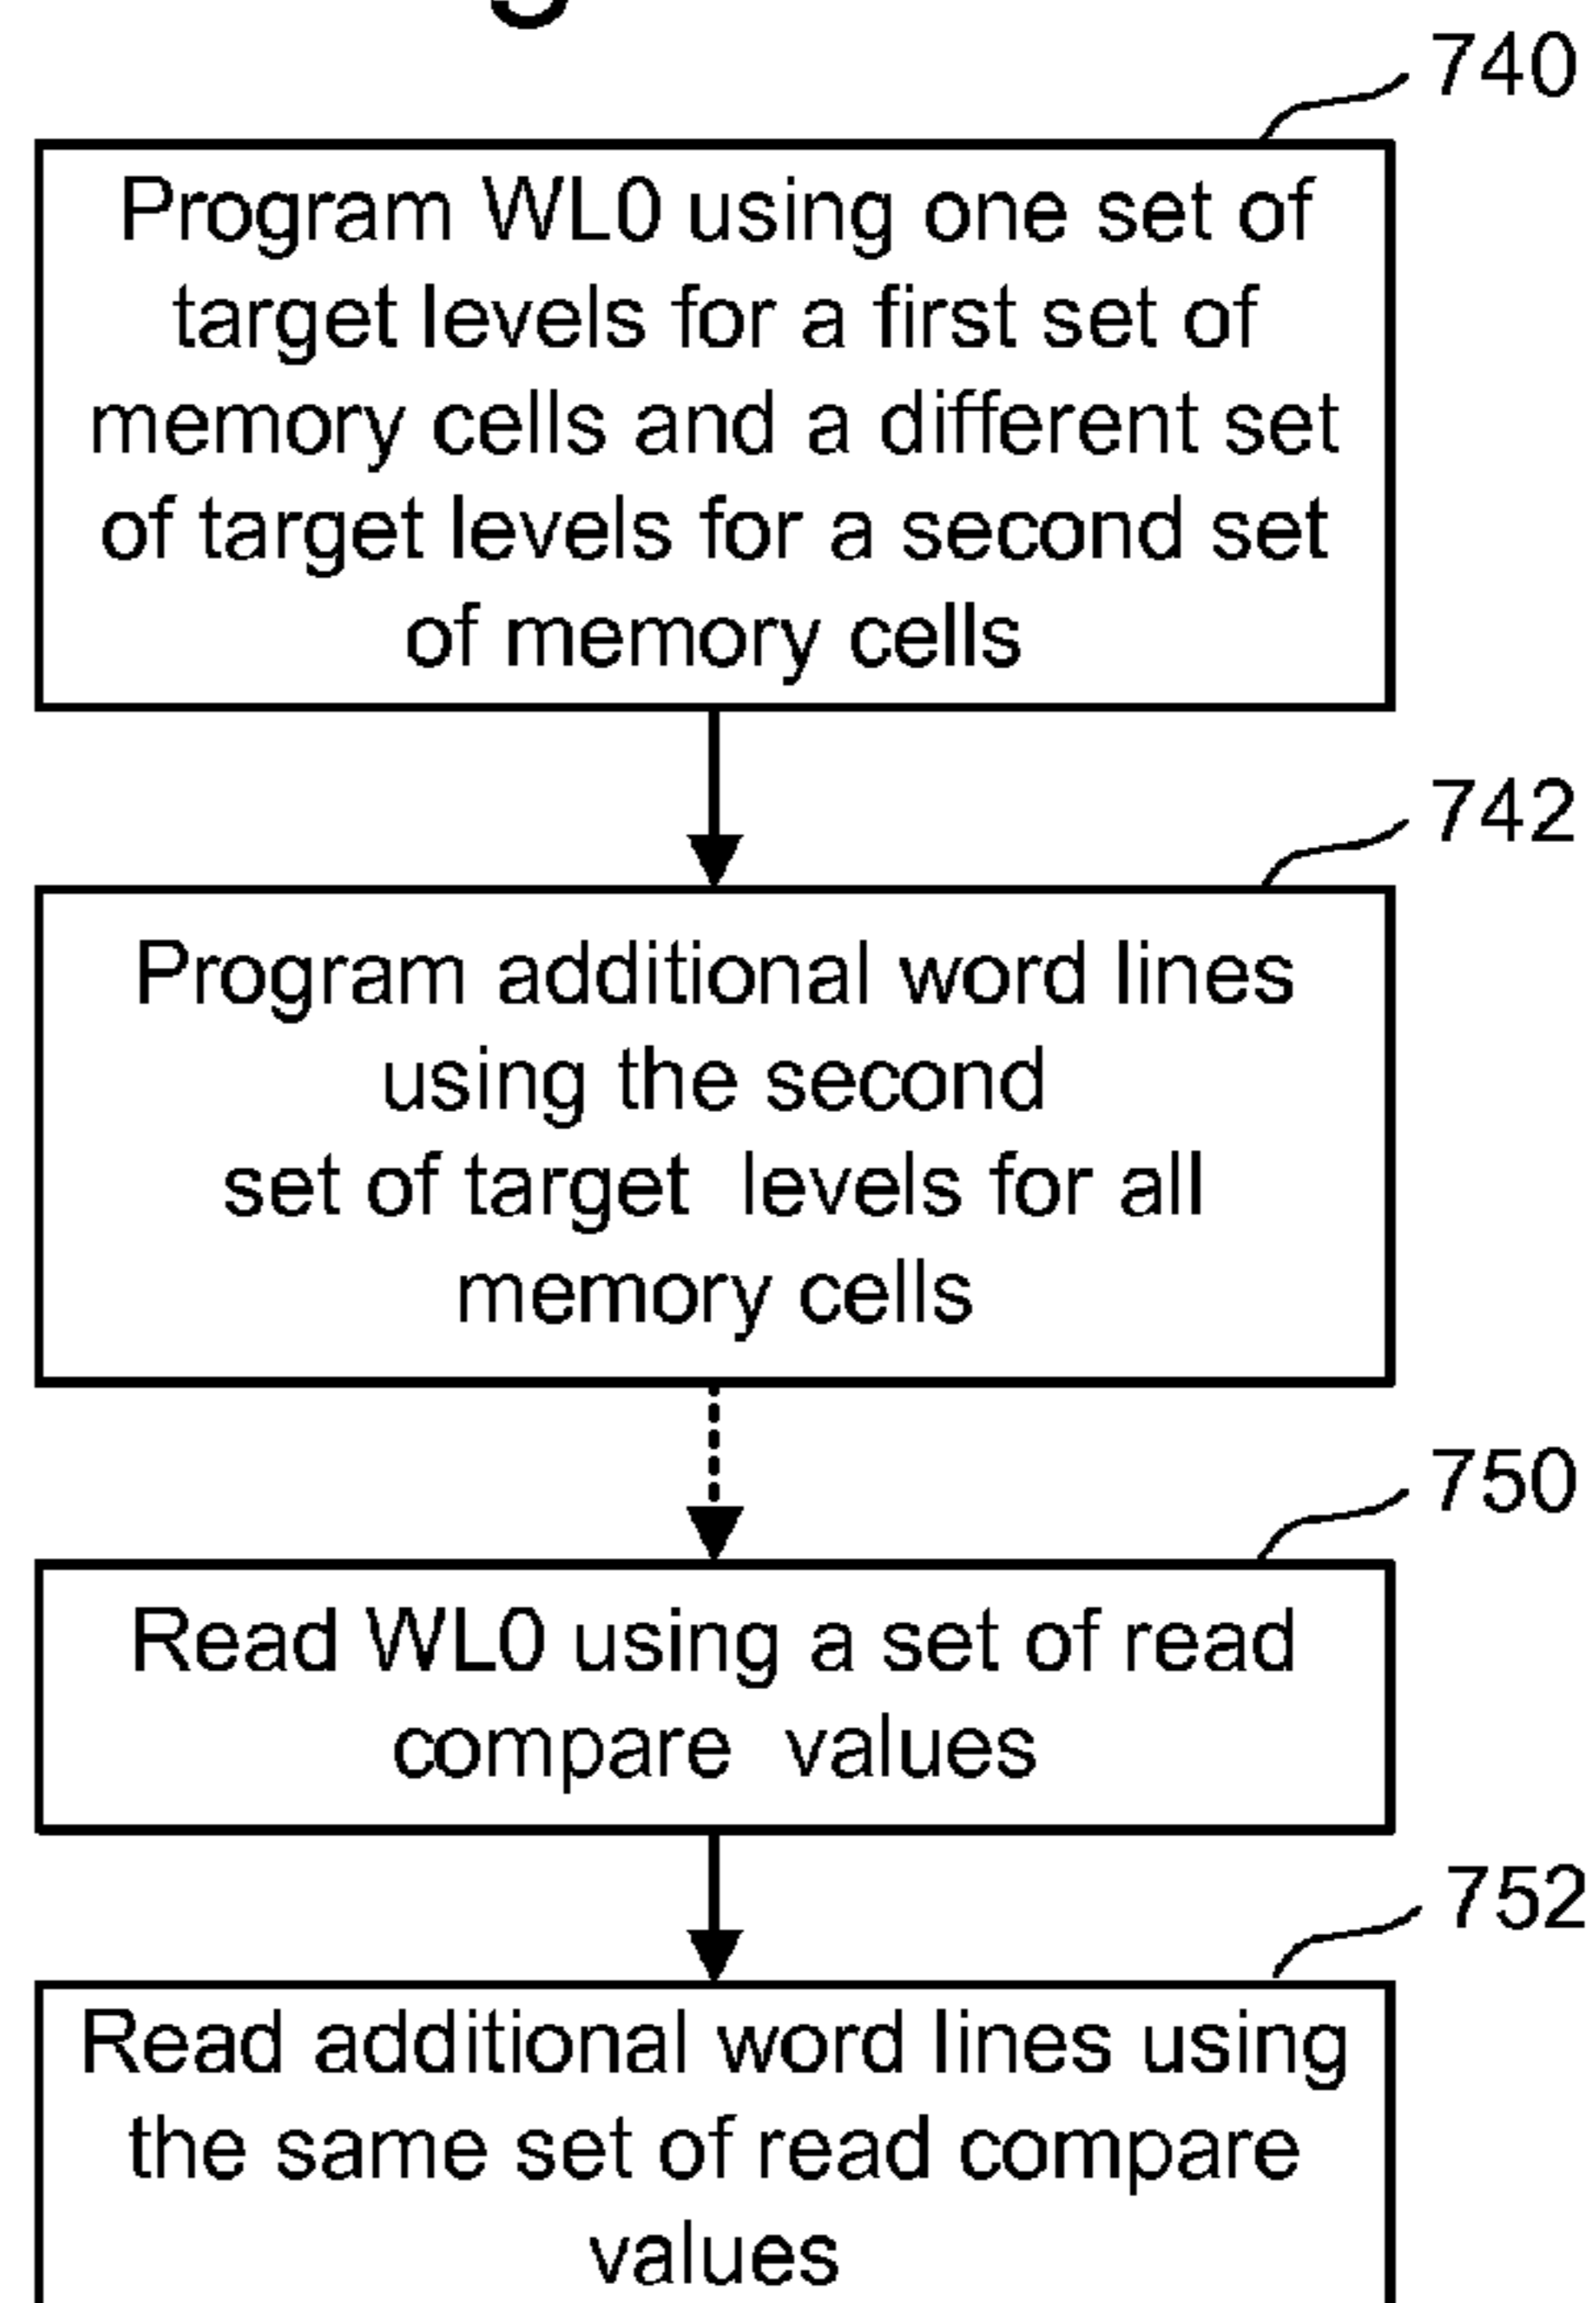 740
Program WL0 using one set of
target levels for a first set of
memory cells and a different set
of target levels for a second set
of memory cells
742
Program additional word lines
using the second
set of target levels for all
memory cells
750
Read WL0 using a set of read
compare values
752
Read additional word lines using
the same set of read compare
values